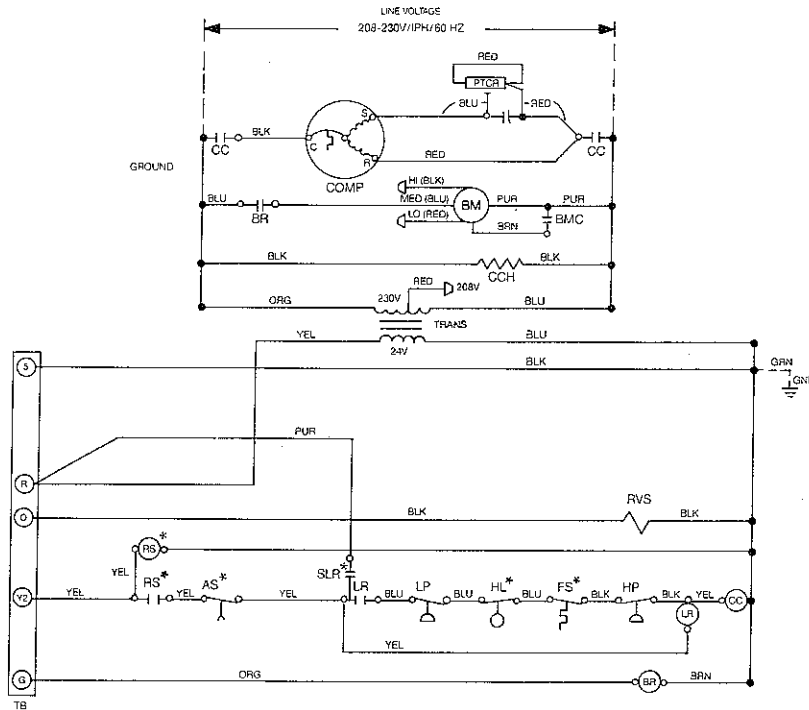 LINE VOLTAGE
208-230V/1PH/60 HZ
RED
PTCR
BLU
RED
S
CC
BLK
C
R
RED
CC
GROUND
COMP
HI (BLK)
BLU
BR
MED (BLU)
BM
PUR
PUR
LO (RED)
BRN
BMC
BLK
CCH
BLK
RED
208V
ORG
230V
BLU
TRANS
YEL
24V
BLU
S
BLK
GRN
GND
PUR
R
O
BLK
RVS
BLK
RS*
YEL
Y2
YEL
RS*
YEL
AS*
YEL
SLR*
LR
BLU
LP
BLU
HL*
BLU
FS*
BLK
HP
BLK
YEL
CC
LR
YEL
G
ORG
BR
BRN
TB